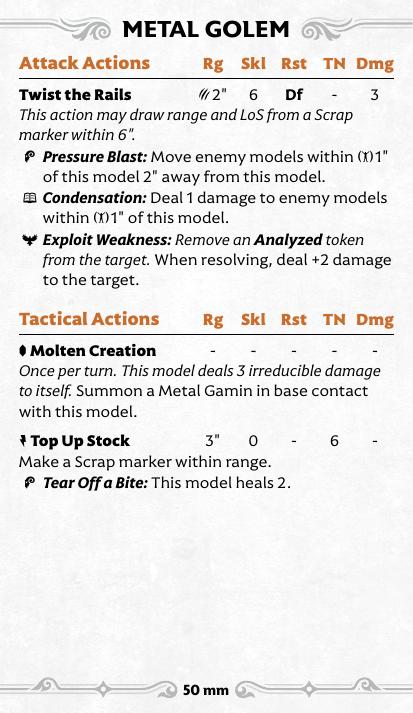 METAL GOLEM
Attack Actions Rg Skl Rst TN Dmg
Twist the Rails 2" 6 Df - 3
This action may draw range and LoS from a Scrap
marker within 6".
Pressure Blast: Move enemy models within 1"
of this model 2" away from this model.
Condensation: Deal 1 damage to enemy models
within 1" of this model.
Exploit Weakness: Remove an Analyzed token
from the target. When resolving, deal +2 damage
to the target.
Tactical Actions Rg Skl Rst TN Dmg
Molten Creation - - - - -
Once per turn. This model deals 3 irreducible damage
to itself. Summon a Metal Gamin in base contact
with this model.
Top Up Stock 3" 0 - 6 -
Make a Scrap marker within range.
Tear Off a Bite: This model heals 2.
50 mm